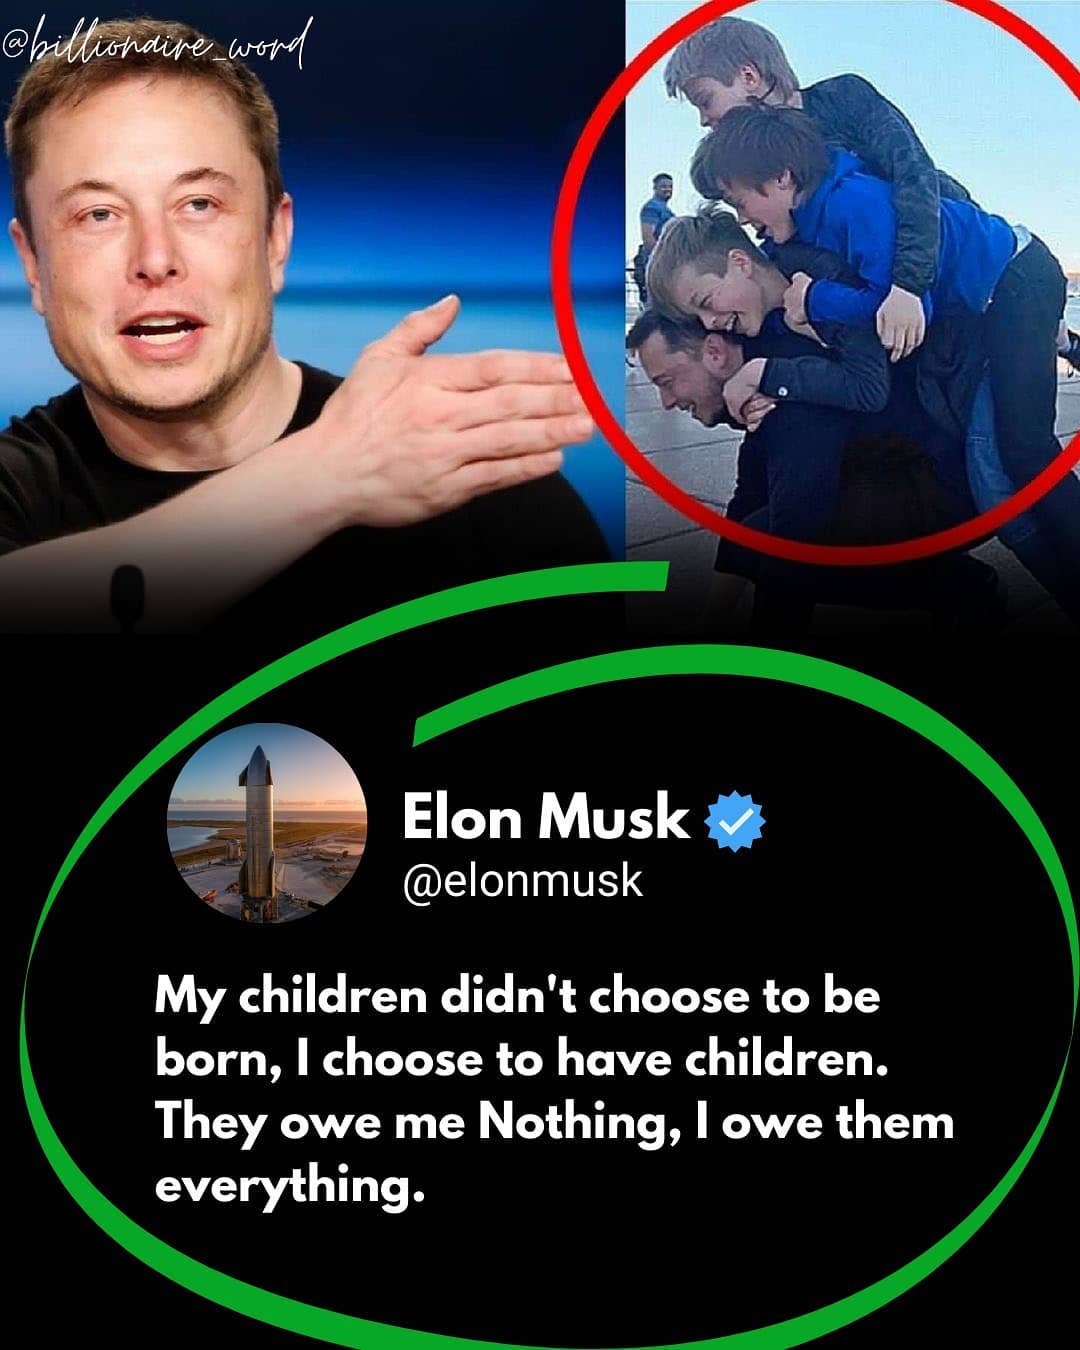 @billionaire_word
Elon Musk
@elonmusk
My children didn't choose to be
born, I choose to have children.
They owe me Nothing, I owe them
everything.